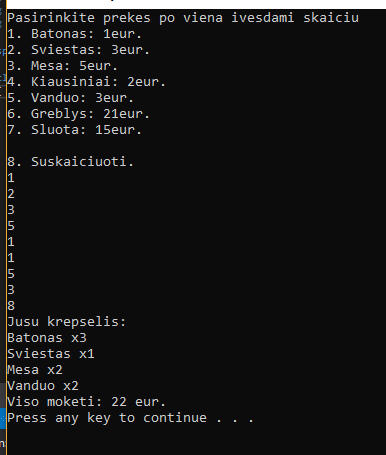 Pasirinkite prekes po viena ivesdami skaiciu
1. Batonas: 1eur.
2. Sviestas: 3eur.
3. Mesa: 5eur.
4. Kiausiniai: 2eur.
5. Vanduo: 3eur.
6. Greblys: 21eur.
7. Sluota: 15eur.
8. Suskaiciuoti.
1
2
3
5
1
1
5
3
8
Jusu krepselis:
Batonas x3
Sviestas x1
Mesa x2
Vanduo x2
Viso moketi: 22 eur.
Press any key to continue . . .